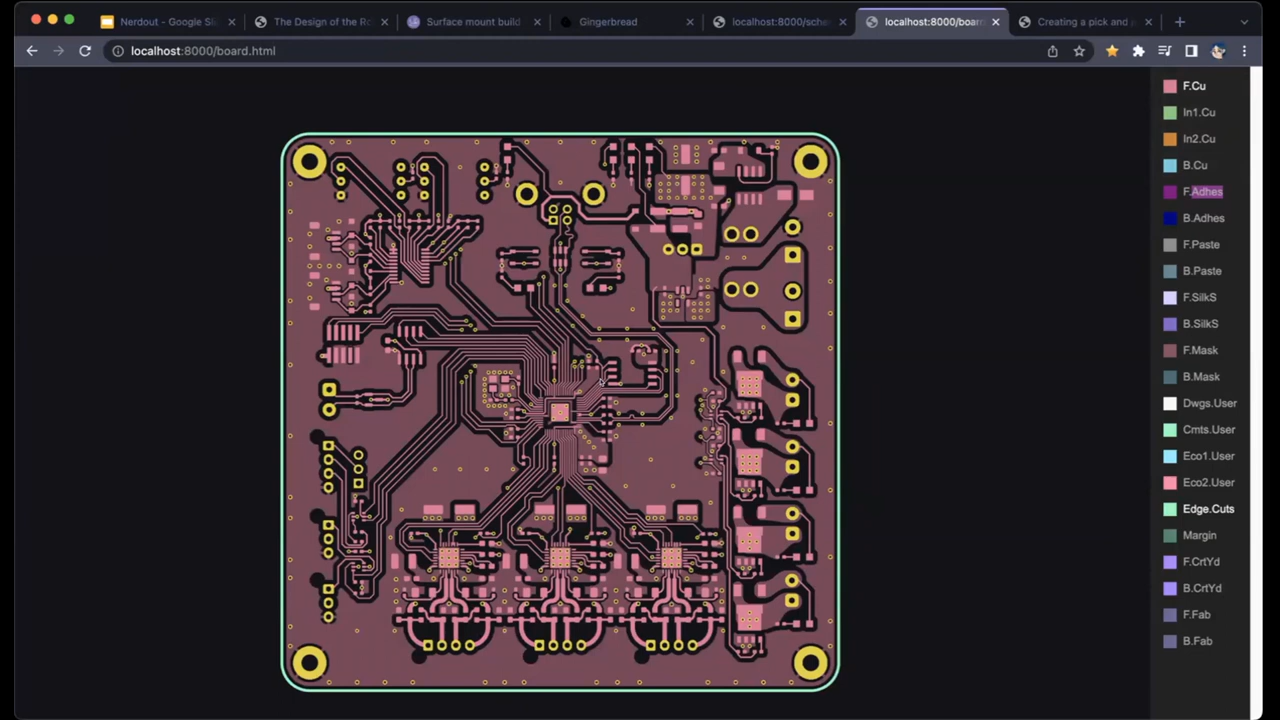 Nerdout - Google Sli
The Design of the Ro
Surface mount build
Gingerbread
localhost:8000/sche
localhost:8000/boar
Creating a pick and p
localhost:8000/board.html
F.Cu
In1.Cu
In2.Cu
B.Cu
F.Adhes
B.Adhes
F.Paste
B.Paste
F.SilkS
B.SilkS
F.Mask
B.Mask
Dwgs.User
Cmts.User
Eco1.User
Eco2.User
Edge.Cuts
Margin
F.CrtYd
B.CrtYd
F.Fab
B.Fab